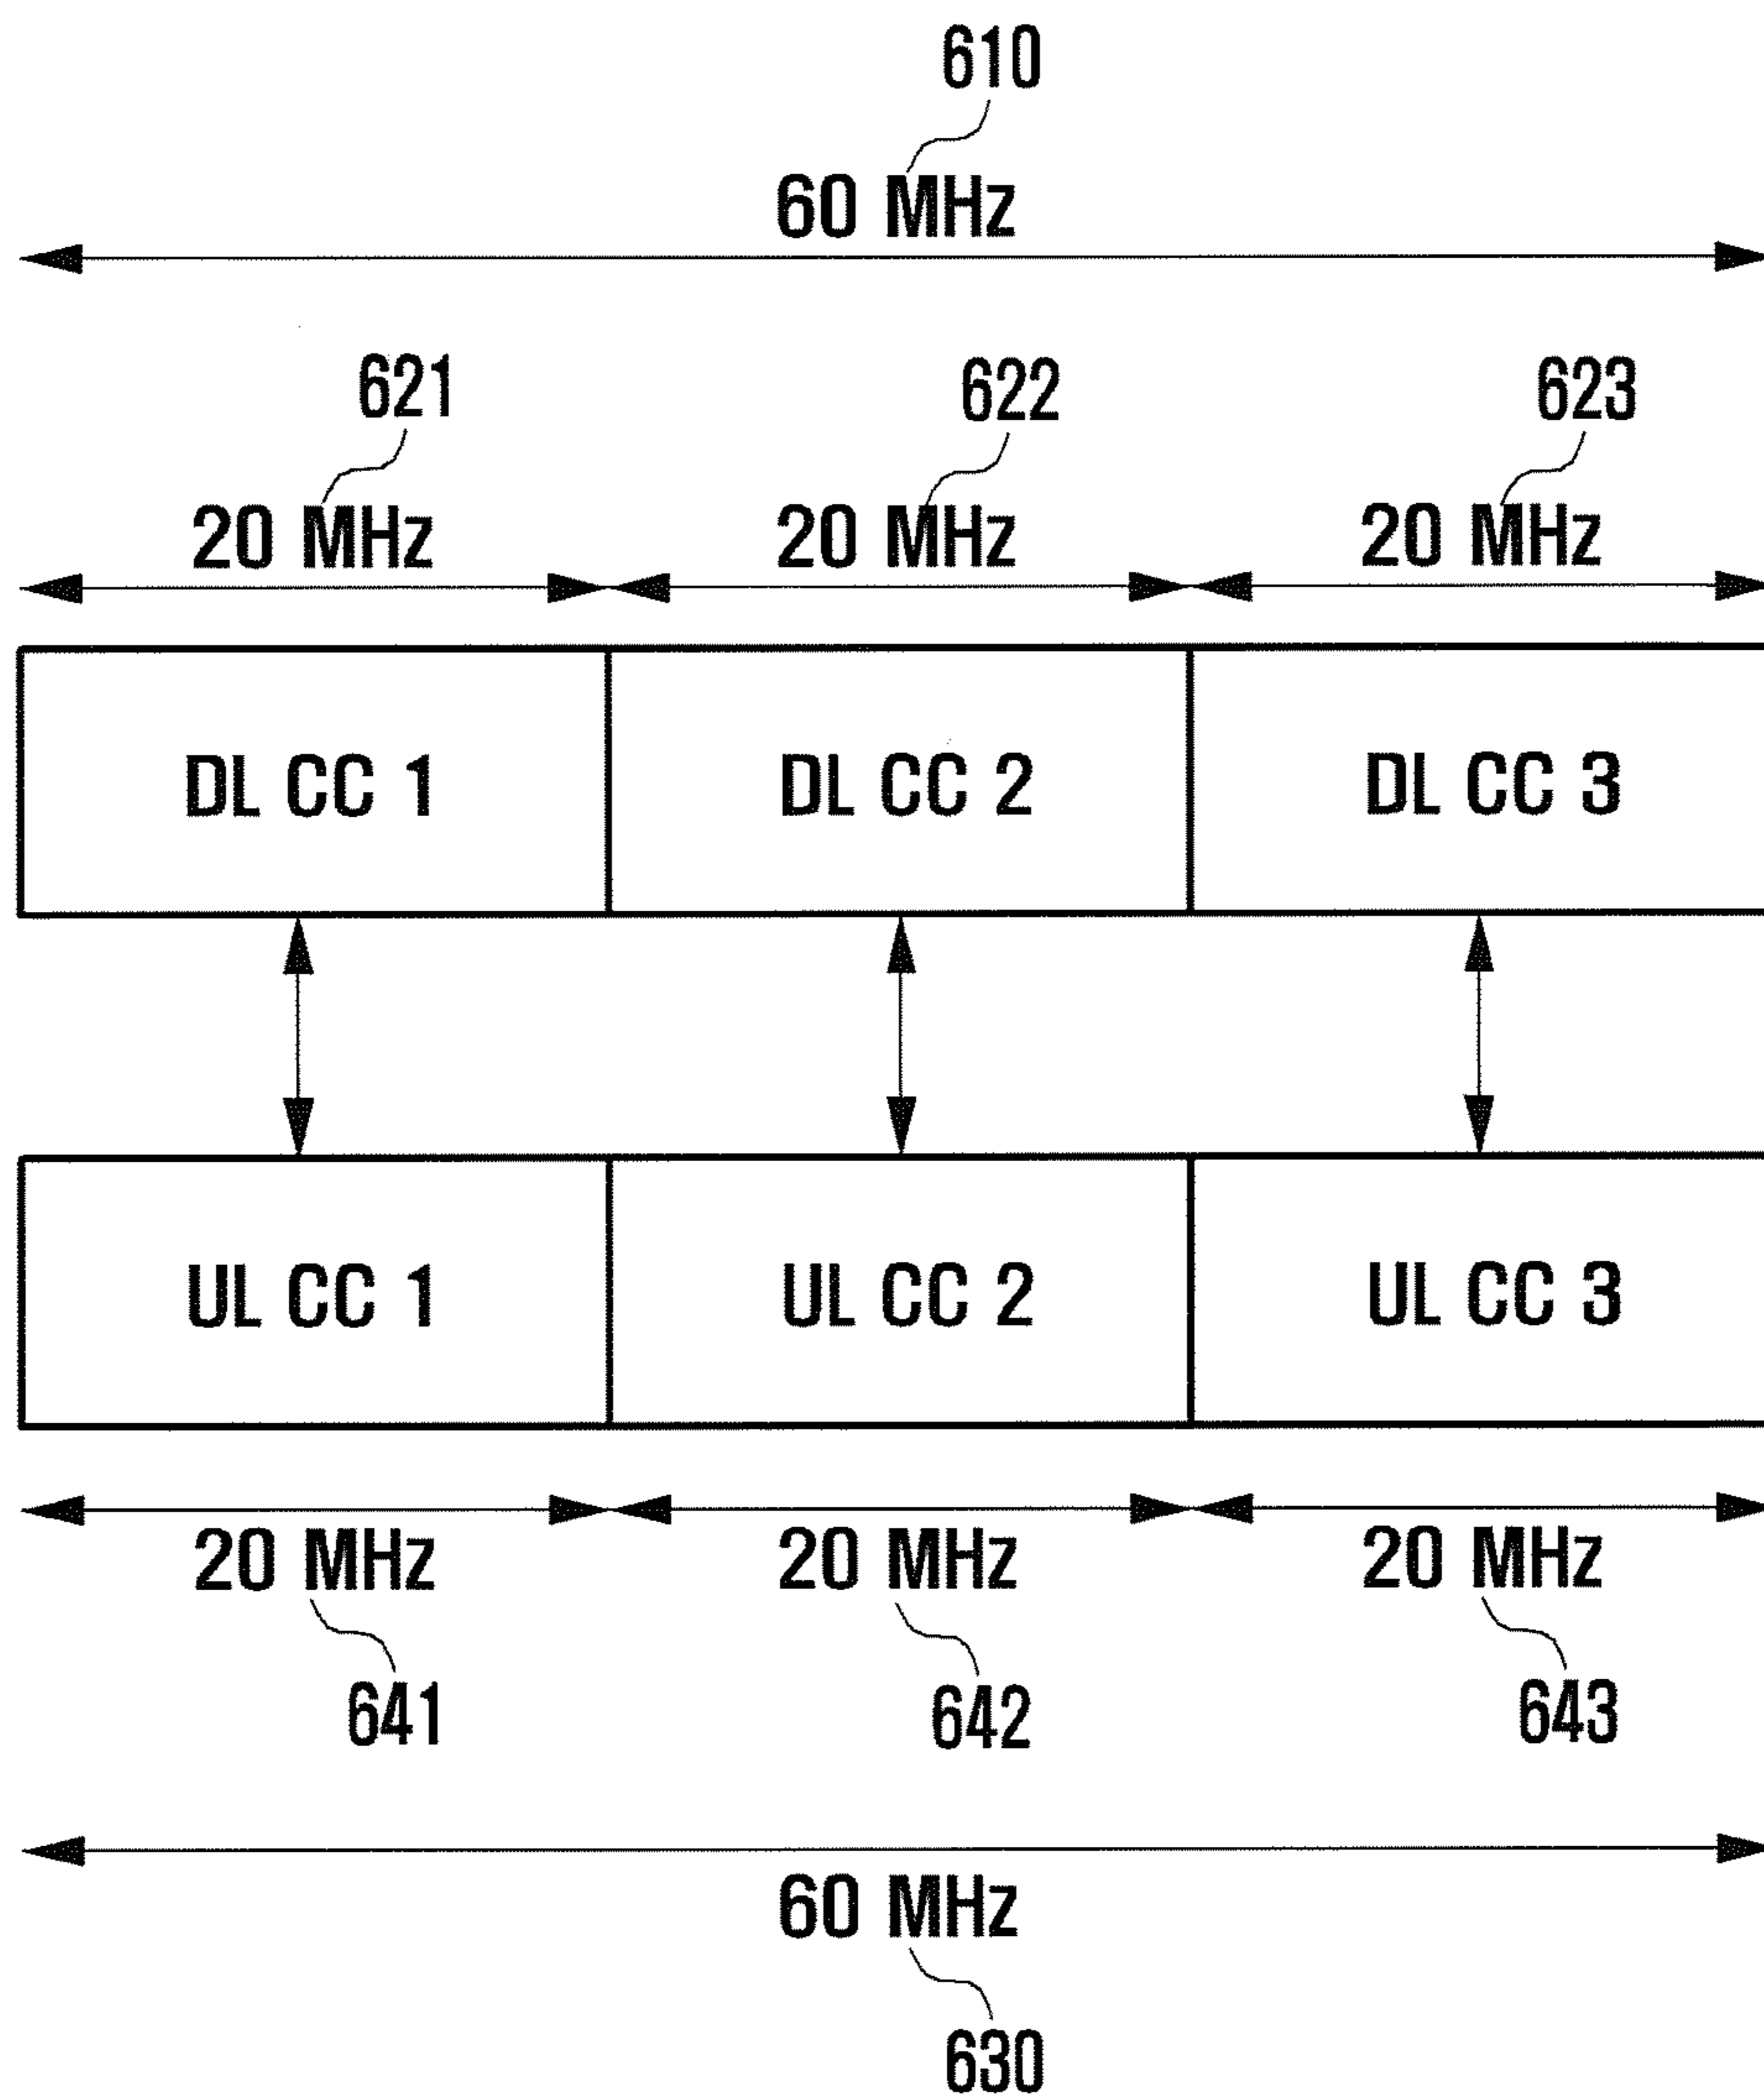 610
60 MHz
621 622 623
20 MHz 20 MHz 20 MHz
DL CC 1 DL CC 2 DL CC 3
UL CC 1 UL CC 2 UL CC 3
20 MHz 20 MHz 20 MHz
641 642 643
60 MHz
630